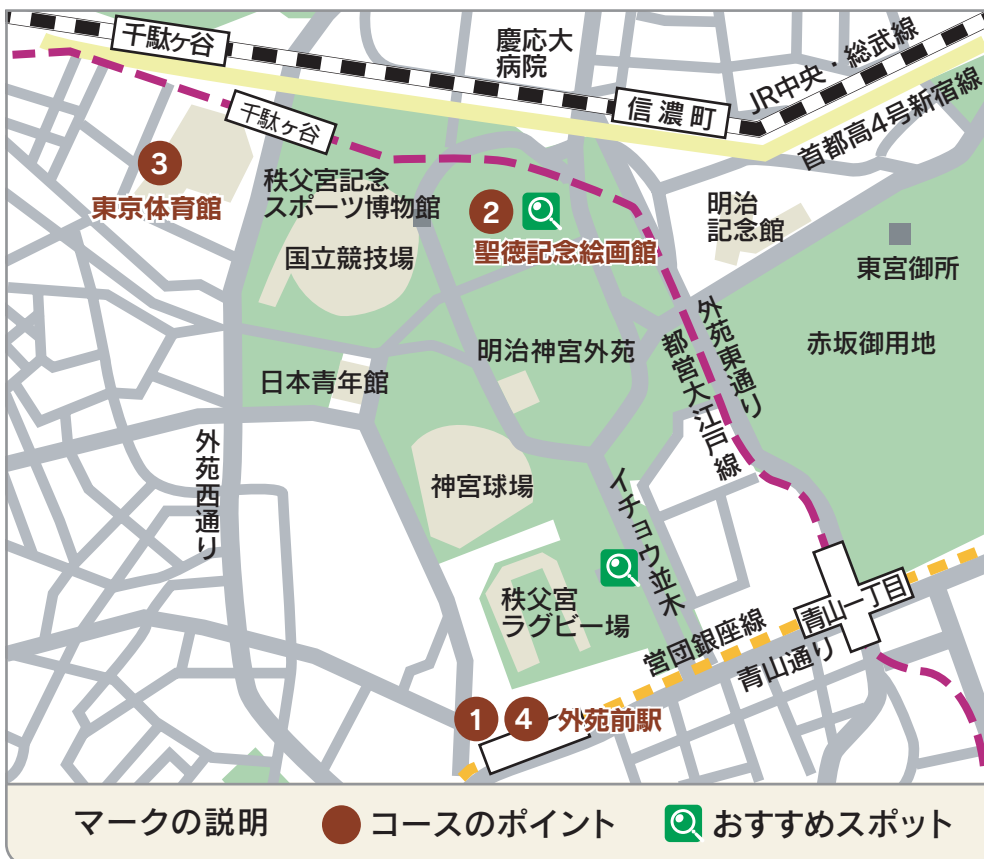 千駄ヶ谷
慶応大
病院
JR中央・総武線
信濃町
首都高4号新宿線
千駄ヶ谷
3
東京体育館
秩父宮記念
スポーツ博物館
国立競技場
2
聖徳記念絵画館
明治
記念館
東宮御所
赤坂御用地
外苑東通り
都営大江戸線
明治神宮外苑
日本青年館
外苑西通り
神宮球場
イチョウ並木
秩父宮
ラグビー場
青山一丁目
営団銀座線
青山通り
1
4
外苑前駅
マークの説明
コースのポイント
おすすめスポット